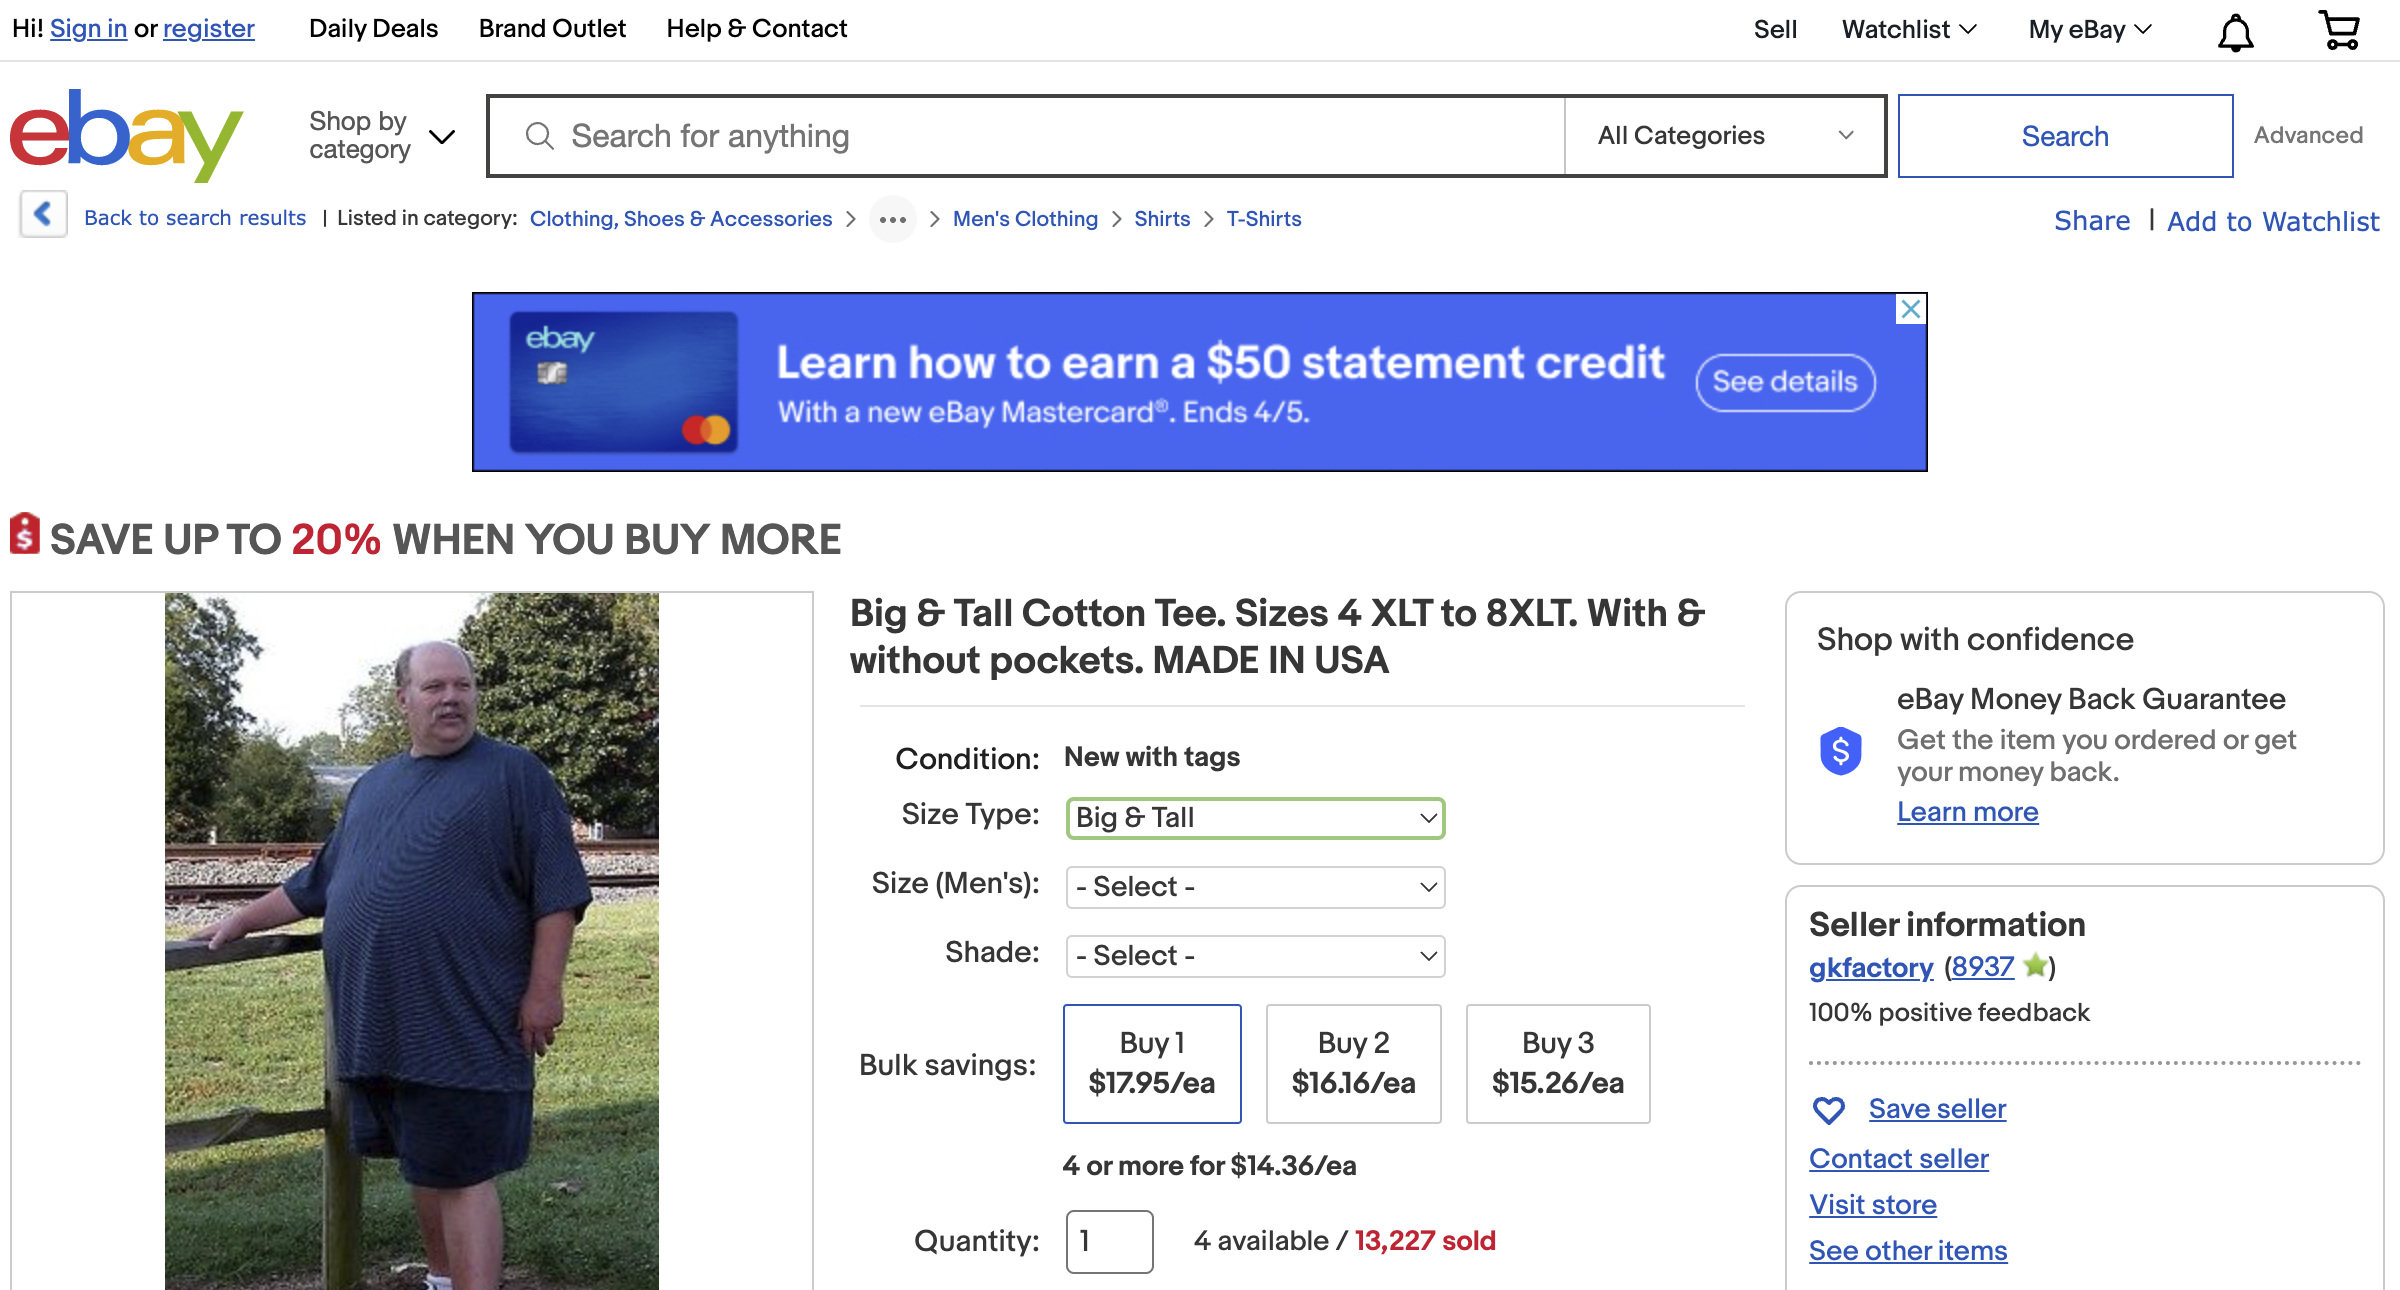 Hi! Sign in or register Daily Deals Brand Outlet Help & Contact Sell Watchlist My eBay
ebay
Shop by
category
Search for anything
All Categories
Search
Advanced
Back to search results | Listed in category: Clothing, Shoes & Accessories > ••• > Men's Clothing > Shirts > T-Shirts
Share | Add to Watchlist
ebay
Learn how to earn a $50 statement credit
With a new eBay Mastercard®. Ends 4/5.
See details
$ SAVE UP TO 20% WHEN YOU BUY MORE
Big & Tall Cotton Tee. Sizes 4 XLT to 8XLT. With &
without pockets. MADE IN USA
Condition: New with tags
Size Type: Big & Tall
Size (Men's): - Select -
Shade: - Select -
Bulk savings:
Buy 1
$17.95/ea
Buy 2
$16.16/ea
Buy 3
$15.26/ea
4 or more for $14.36/ea
Quantity: 1 4 available / 13,227 sold
Shop with confidence
$
eBay Money Back Guarantee
Get the item you ordered or get
your money back.
Learn more
Seller information
gkfactory (8937)
100% positive feedback
Save seller
Contact seller
Visit store
See other items